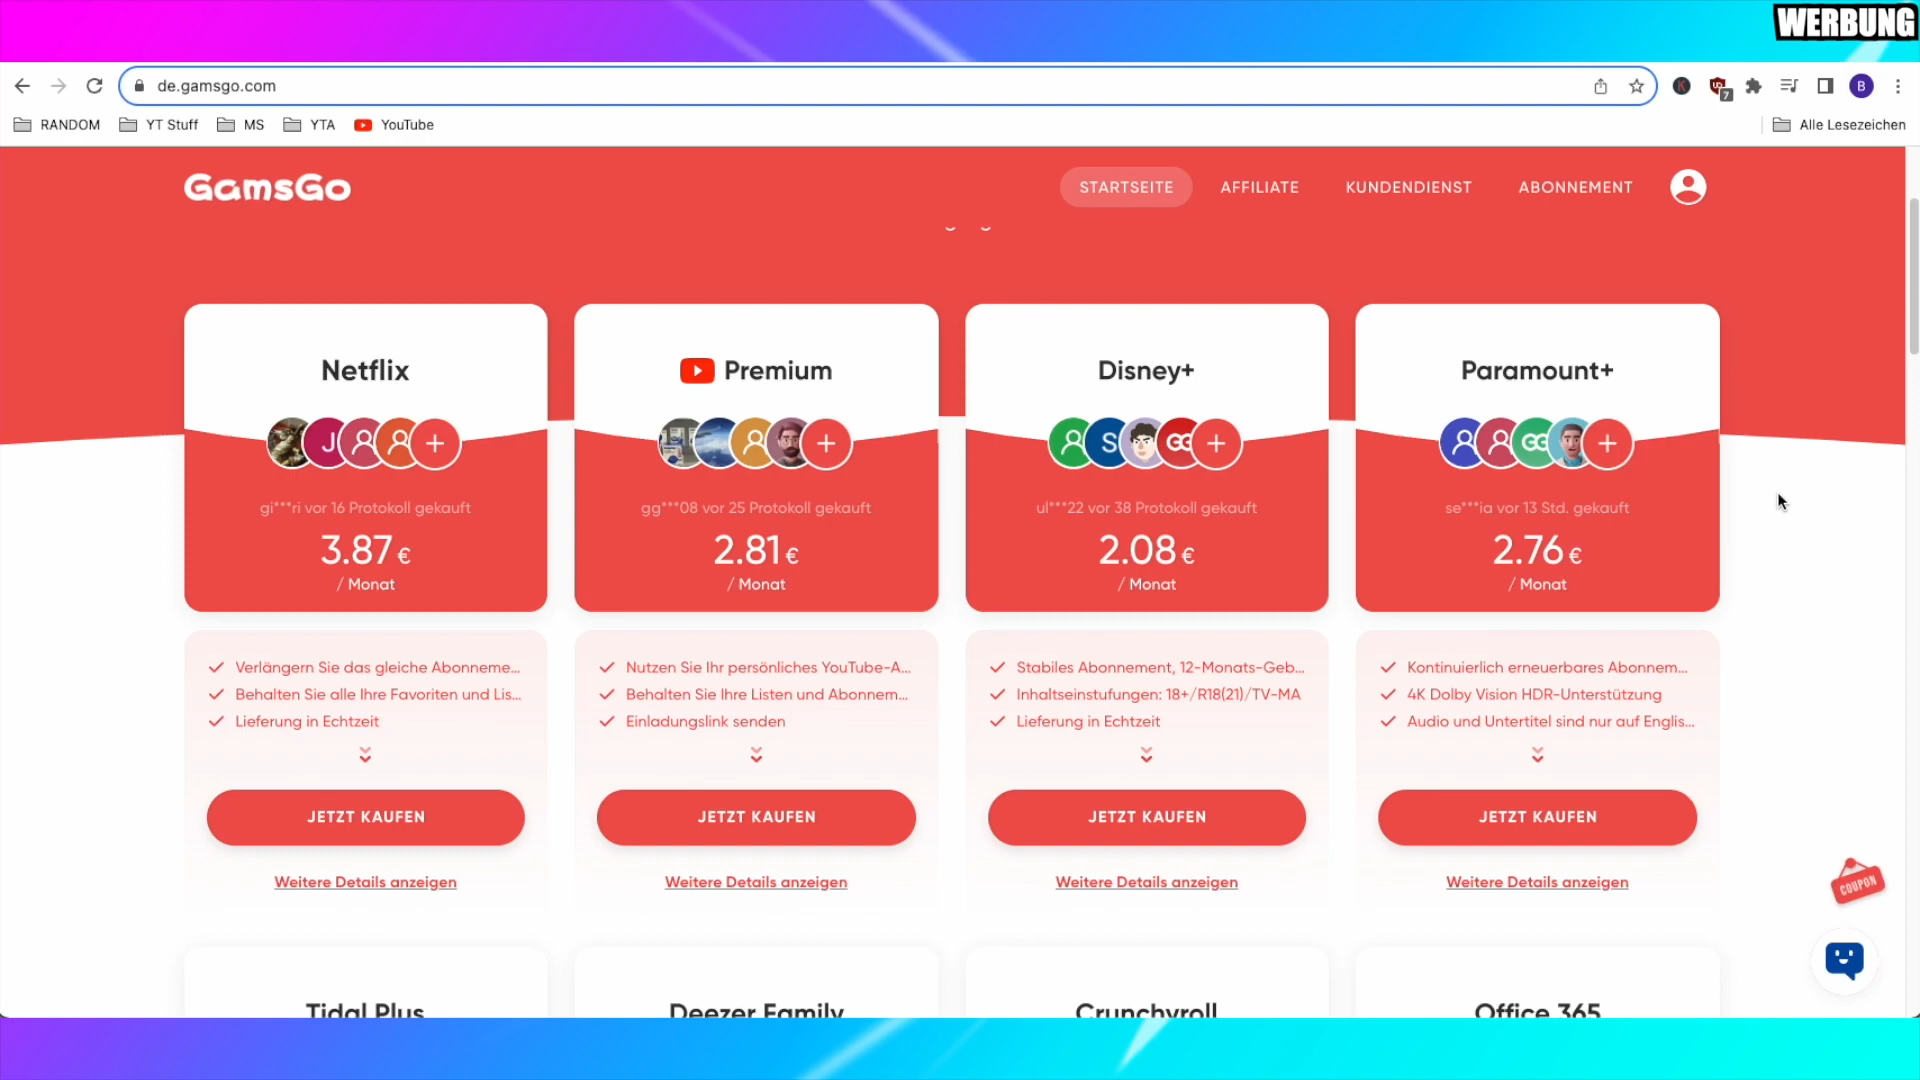 WERBUNG
de.gamsgo.com
7
B
RANDOM
YT Stuff
MS
YTA
YouTube
Alle Lesezeichen
GamsGo
STARTSEITE
AFFILIATE
KUNDENDIENST
ABONNEMENT
Netflix
Premium
Disney+
Paramount+
J
S
GG
GG
gi***ri vor 16 Protokoll gekauft
gg***08 vor 25 Protokoll gekauft
ul***22 vor 38 Protokoll gekauft
se***ia vor 13 Std. gekauft
3.87 €
2.81 €
2.08 €
2.76 €
/ Monat
/ Monat
/ Monat
/ Monat
Verlängern Sie das gleiche Abonneme...
Behalten Sie alle Ihre Favoriten und Lis...
Lieferung in Echtzeit
Nutzen Sie Ihr persönliches YouTube-A...
Behalten Sie Ihre Listen und Abonnem...
Einladungslink senden
Stabiles Abonnement, 12-Monats-Geb...
Inhaltseinstufungen: 18+/R18(21)/TV-MA
Lieferung in Echtzeit
Kontinuierlich erneuerbares Abonnem...
4K Dolby Vision HDR-Unterstützung
Audio und Untertitel sind nur auf Englis...
JETZT KAUFEN
JETZT KAUFEN
JETZT KAUFEN
JETZT KAUFEN
Weitere Details anzeigen
Weitere Details anzeigen
Weitere Details anzeigen
Weitere Details anzeigen
COUPON
Tidal Plus
Deezer Family
Crunchyroll
Office 365